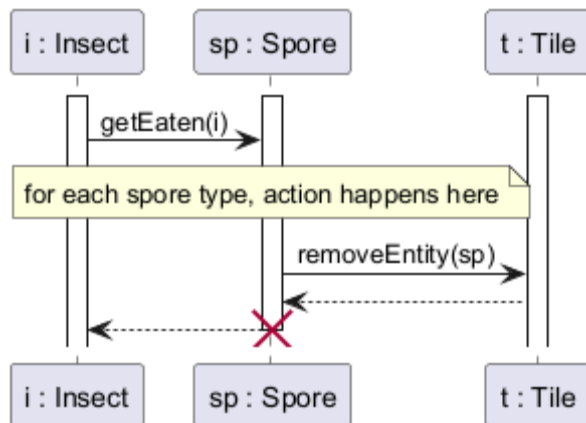 i : Insect
sp : Spore
t : Tile
getEaten(i)
for each spore type, action happens here
removeEntity(sp)
i : Insect
sp : Spore
t : Tile